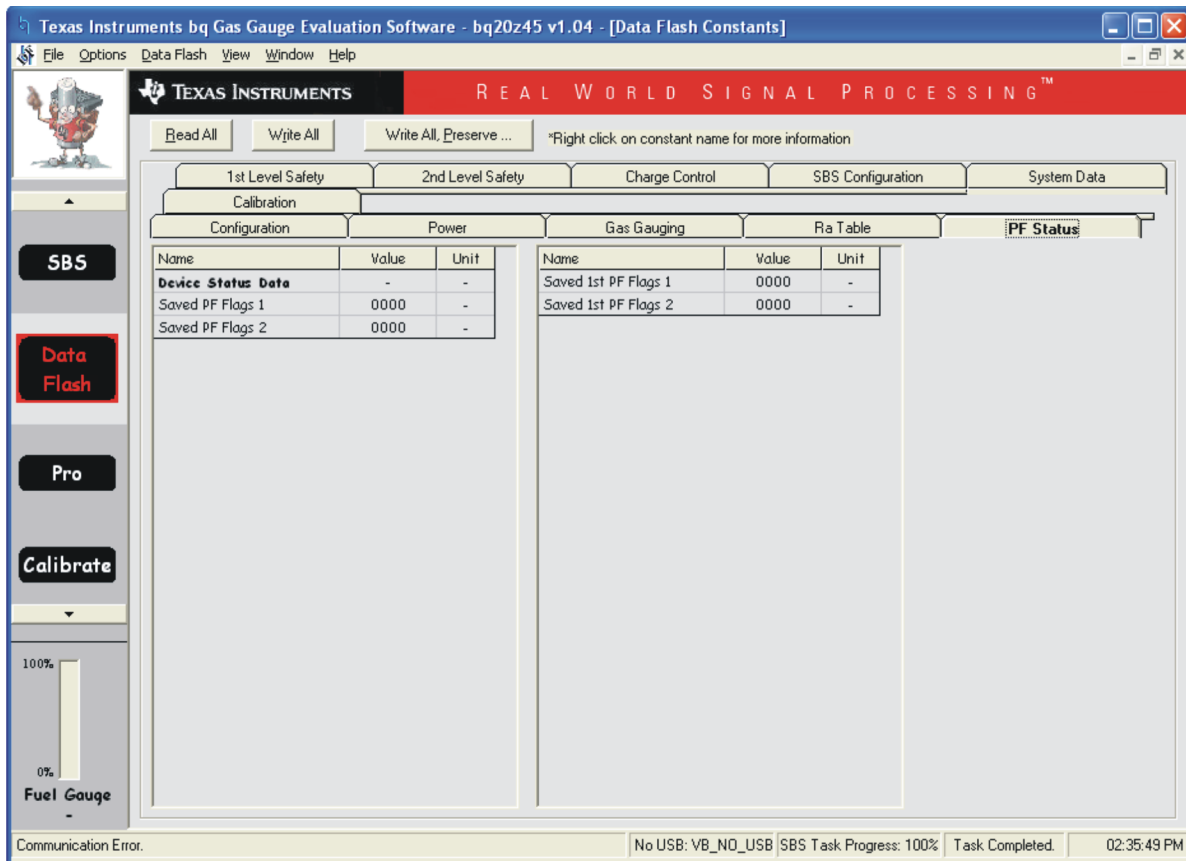 Texas Instruments bq Gas Gauge Evaluation Software - bq20z45 v1.04 - [Data Flash Constants]
File Options Data Flash View Window Help
TEXAS INSTRUMENTS REAL WORLD SIGNAL PROCESSING™
Read All Write All Write All, Preserve ... *Right click on constant name for more information
1st Level Safety 2nd Level Safety Charge Control SBS Configuration System Data
Calibration
Configuration Power Gas Gauging Ra Table PF Status
Name Value Unit Name Value Unit
Device Status Data - - Saved 1st PF Flags 1 0000 -
Saved PF Flags 1 0000 - Saved 1st PF Flags 2 0000 -
Saved PF Flags 2 0000 -
SBS
Data
Flash
Pro
Calibrate
100%
0%
Fuel Gauge
-
Communication Error. No USB: VB_NO_USB SBS Task Progress: 100% Task Completed. 02:35:49 PM